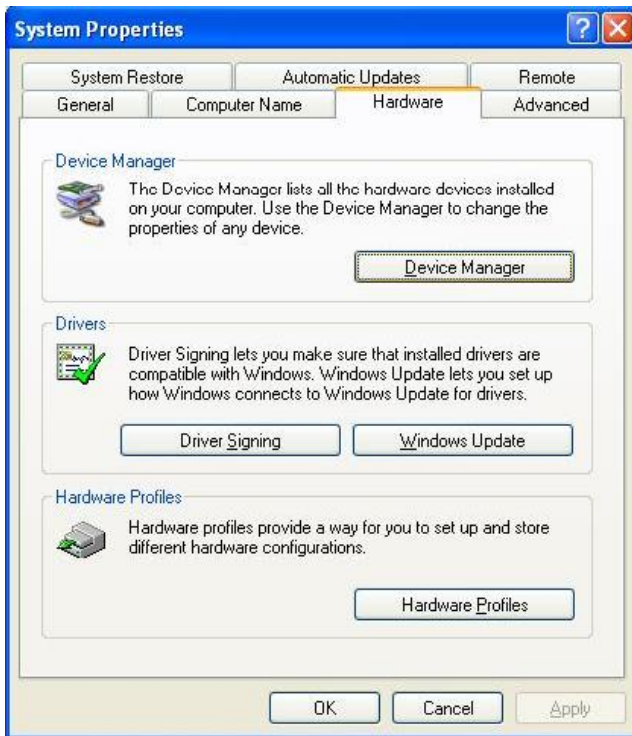 System Properties
?
System Restore
Automatic Updates
Remote
General
Computer Name
Hardware
Advanced
Device Manager
The Device Manager lists all the hardware devices installed
on your computer. Use the Device Manager to change the
properties of any device.
Device Manager
Drivers
Driver Signing lets you make sure that installed drivers are
compatible with Windows. Windows Update lets you set up
how Windows connects to Windows Update for drivers.
Driver Signing
Windows Update
Hardware Profiles
Hardware profiles provide a way for you to set up and store
different hardware configurations.
Hardware Profiles
OK
Cancel
Apply